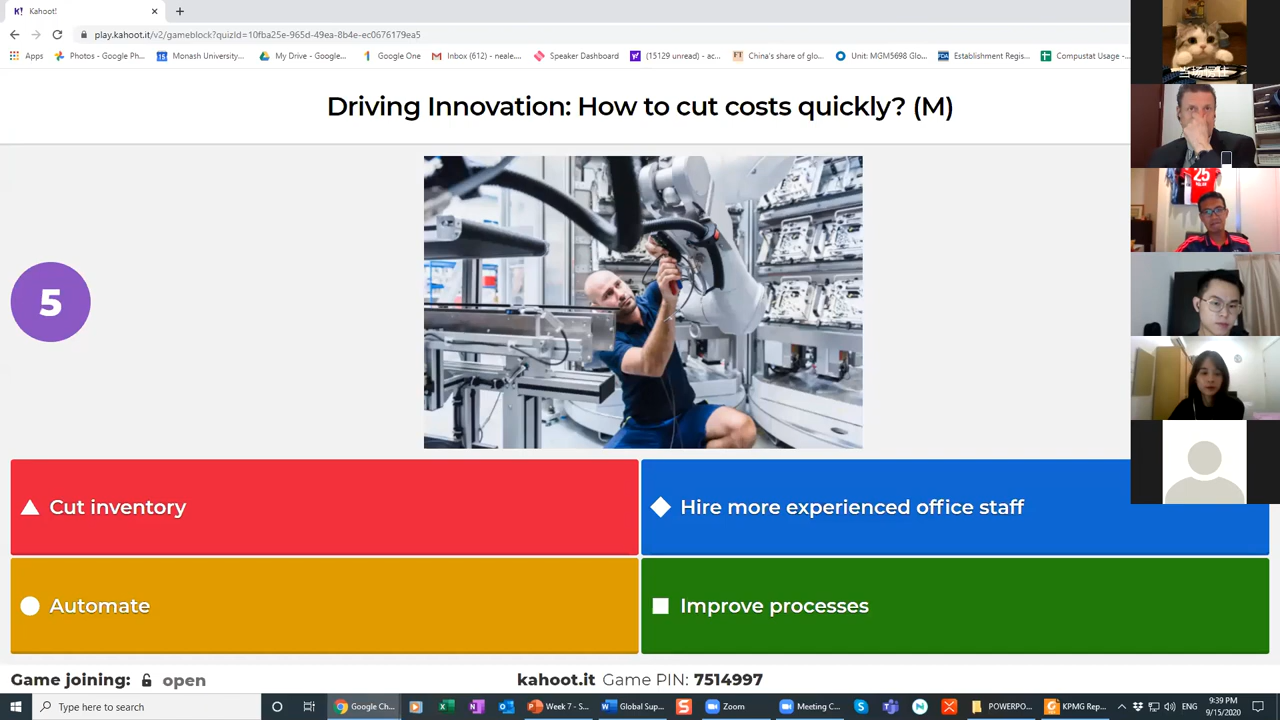 Kahoot!
play.kahoot.it/v2/gameblock?quizId=10fba25e-965d-49ea-8b4e-ec0676179ea5
Apps
Photos - Google Ph...
Monash University...
My Drive - Google...
Google One
Inbox (612) - neale...
Speaker Dashboard
(15129 unread) - ac...
China's share of glo...
Unit: MGM5698 Glo...
Establishment Regis...
Compustat Usage -...
Driving Innovation: How to cut costs quickly? (M)
25
5
Cut inventory
Hire more experienced office staff
Automate
Improve processes
Game joining: open
kahoot.it Game PIN: 7514997
Type here to search
Google Ch...
Week 7 - S...
Global Sup...
Zoom
Meeting C...
POWERPO...
KPMG Rep...
ENG
9:39 PM
9/15/2020